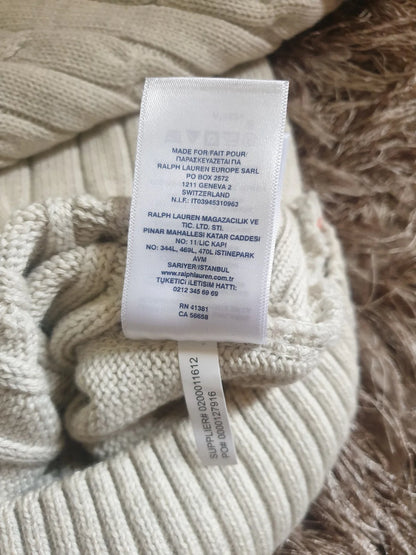 MADE FOR/FAIT POUR/
ΠΑΡΑΣΚΕΥΑΖΕΤΑΙ ΓΙΑ
RALPH LAUREN EUROPE SARL
PO BOX 2572
1211 GENEVA 2
SWITZERLAND
N.I.F.: IT03945310963
RALPH LAUREN MAGAZACILIK VE
TIC. LTD. STI.
PINAR MAHALLESI KATAR CADDESI
NO: 11/LIC KAPI
NO: 344L, 469L, 470L ISTINEPARK
AVM
SARIYER/ISTANBUL
www.ralphlauren.com.tr
TUKETICI ILETISIM HATTI:
0212 345 69 69
RN 41381
CA 56658
SUPPLIER# 0200011612
PO# 0000127916